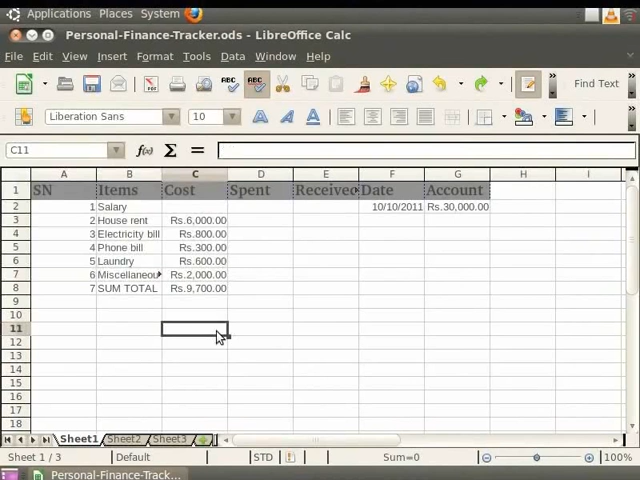 Applications Places System
Personal-Finance-Tracker.ods - LibreOffice Calc
File Edit View Insert Format Tools Data Window Help
ABC ABC Find Text
Liberation Sans 10 A A A
C11 f(x) Σ =
A B C D E F G H I
1 SN Items Cost Spent Received Date Account
2 1 Salary 10/10/2011 Rs.30,000.00
3 2 House rent Rs.6,000.00
4 3 Electricity bill Rs.800.00
5 4 Phone bill Rs.300.00
6 5 Laundry Rs.600.00
7 6 Miscellaneou Rs.2,000.00
8 7 SUM TOTAL Rs.9,700.00
9
10
11
12
13
14
15
16
17
18
Sheet1 Sheet2 Sheet3
Sheet 1 / 3 Default STD Sum=0 100%
Personal-Finance-Track...